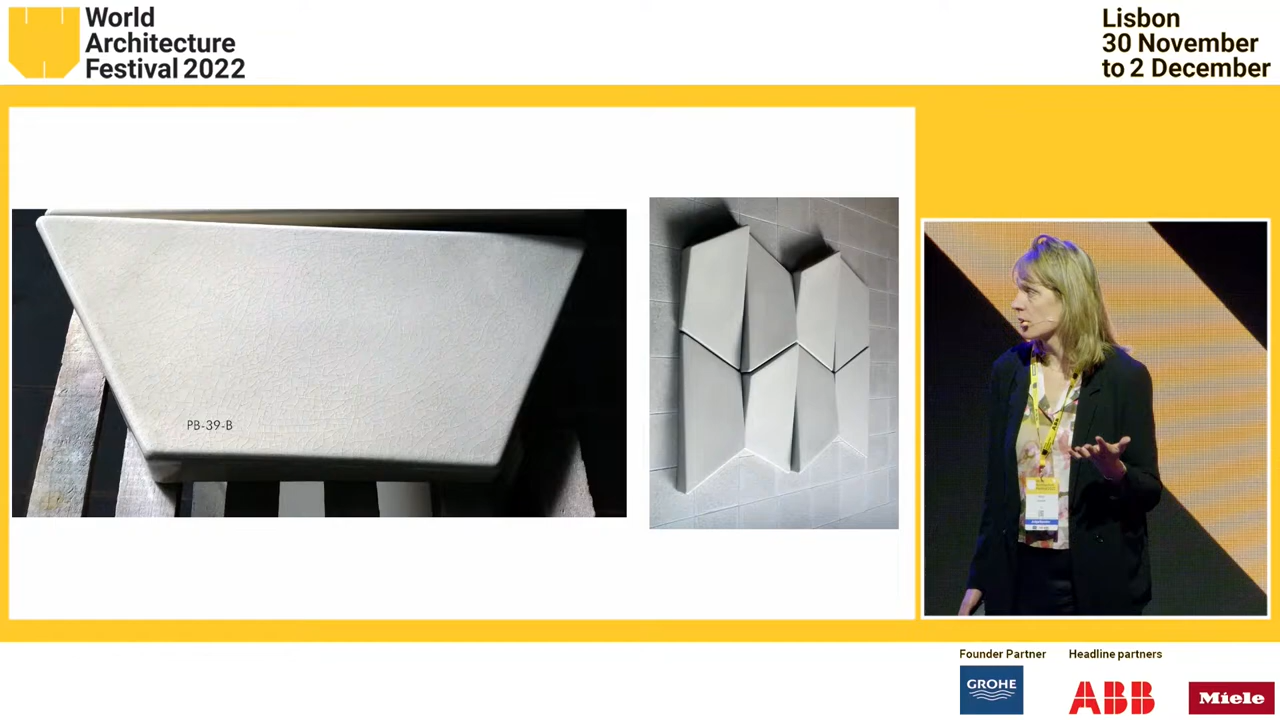 World
Architecture
Festival 2022
Lisbon
30 November
to 2 December
PB-39-B
Founder Partner
Headline partners
GROHE
ABB
Miele